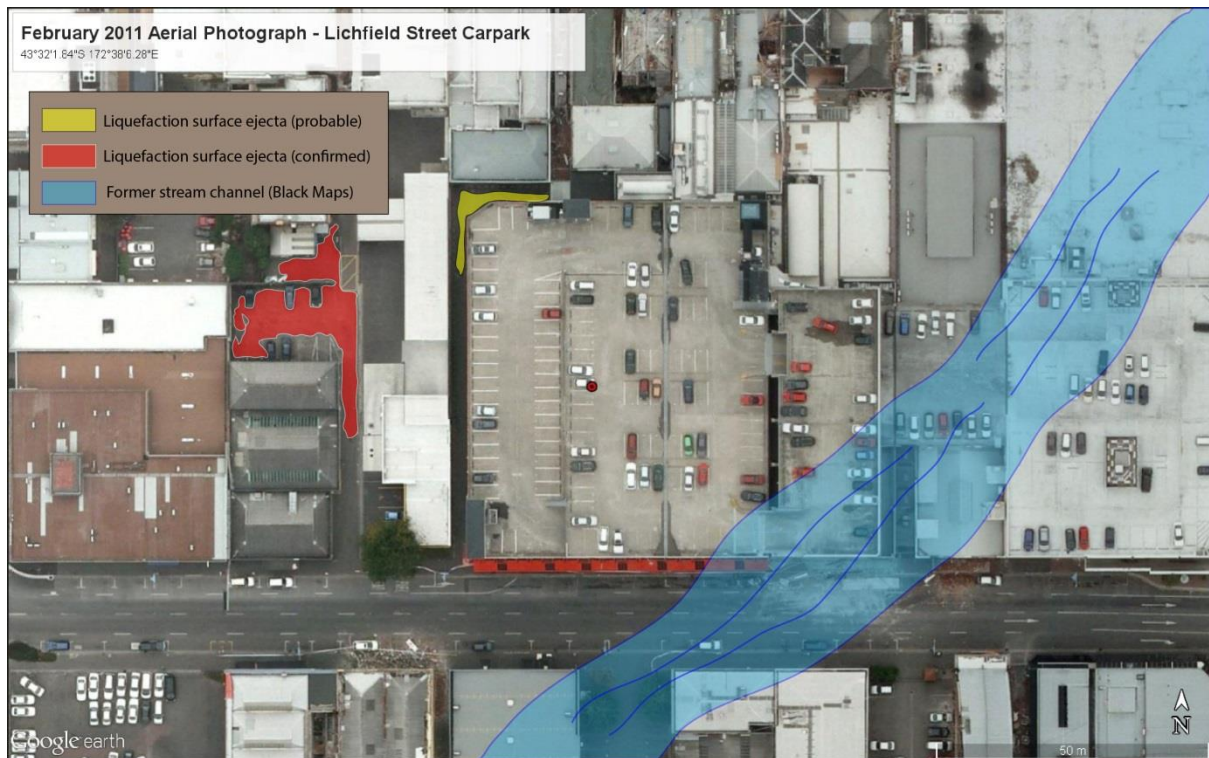 February 2011 Aerial Photograph - Lichfield Street Carpark
43°32'1.84"S 172°38'6.28"E
Liquefaction surface ejecta (probable)
Liquefaction surface ejecta (confirmed)
Former stream channel (Black Maps)
N
Google earth
50 m